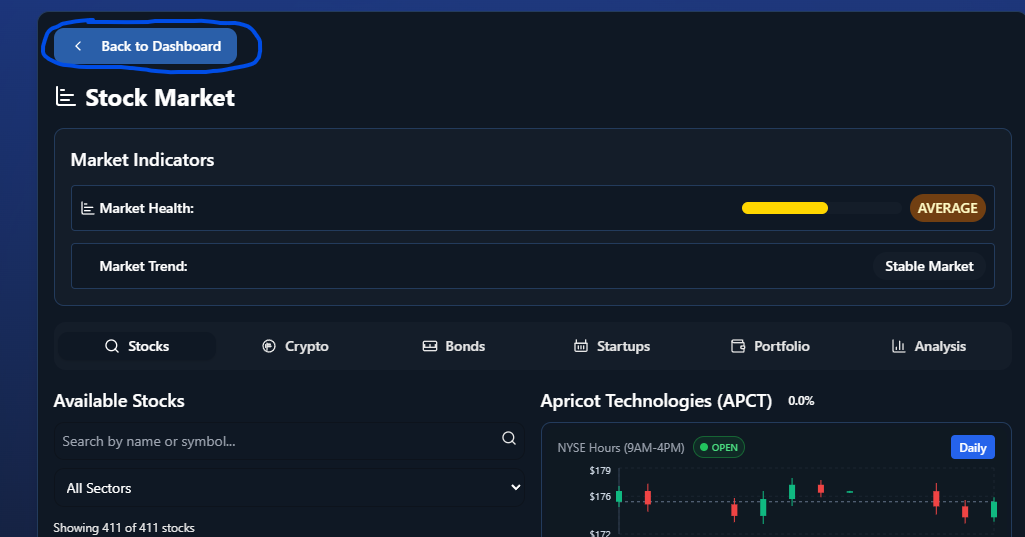 Back to Dashboard
Stock Market
Market Indicators
Market Health:
AVERAGE
Market Trend:
Stable Market
Stocks
Crypto
Bonds
Startups
Portfolio
Analysis
Available Stocks
Search by name or symbol...
All Sectors
Showing 411 of 411 stocks
Apricot Technologies (APCT) 0.0%
NYSE Hours (9AM-4PM) OPEN
Daily
$179
$176
$172